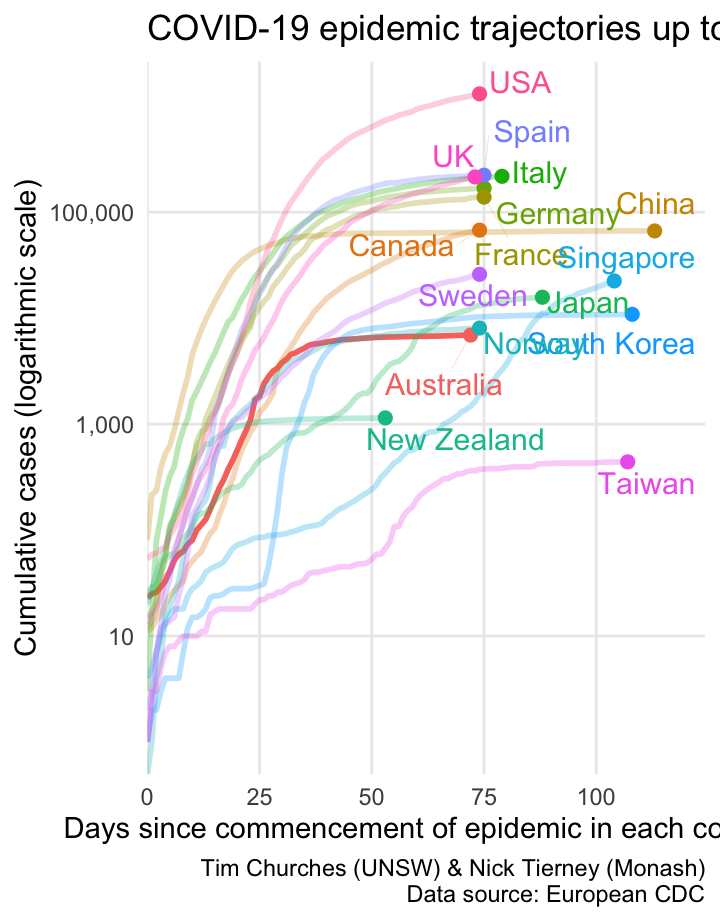 COVID-19 epidemic trajectories up to
USA
Spain
UK
Italy
Germany
China
Canada
France
Singapore
Sweden
Japan
Norway
South Korea
Australia
New Zealand
Taiwan
100,000
1,000
10
Cumulative cases (logarithmic scale)
0 25 50 75 100
Days since commencement of epidemic in each co
Tim Churches (UNSW) & Nick Tierney (Monash)
Data source: European CDC